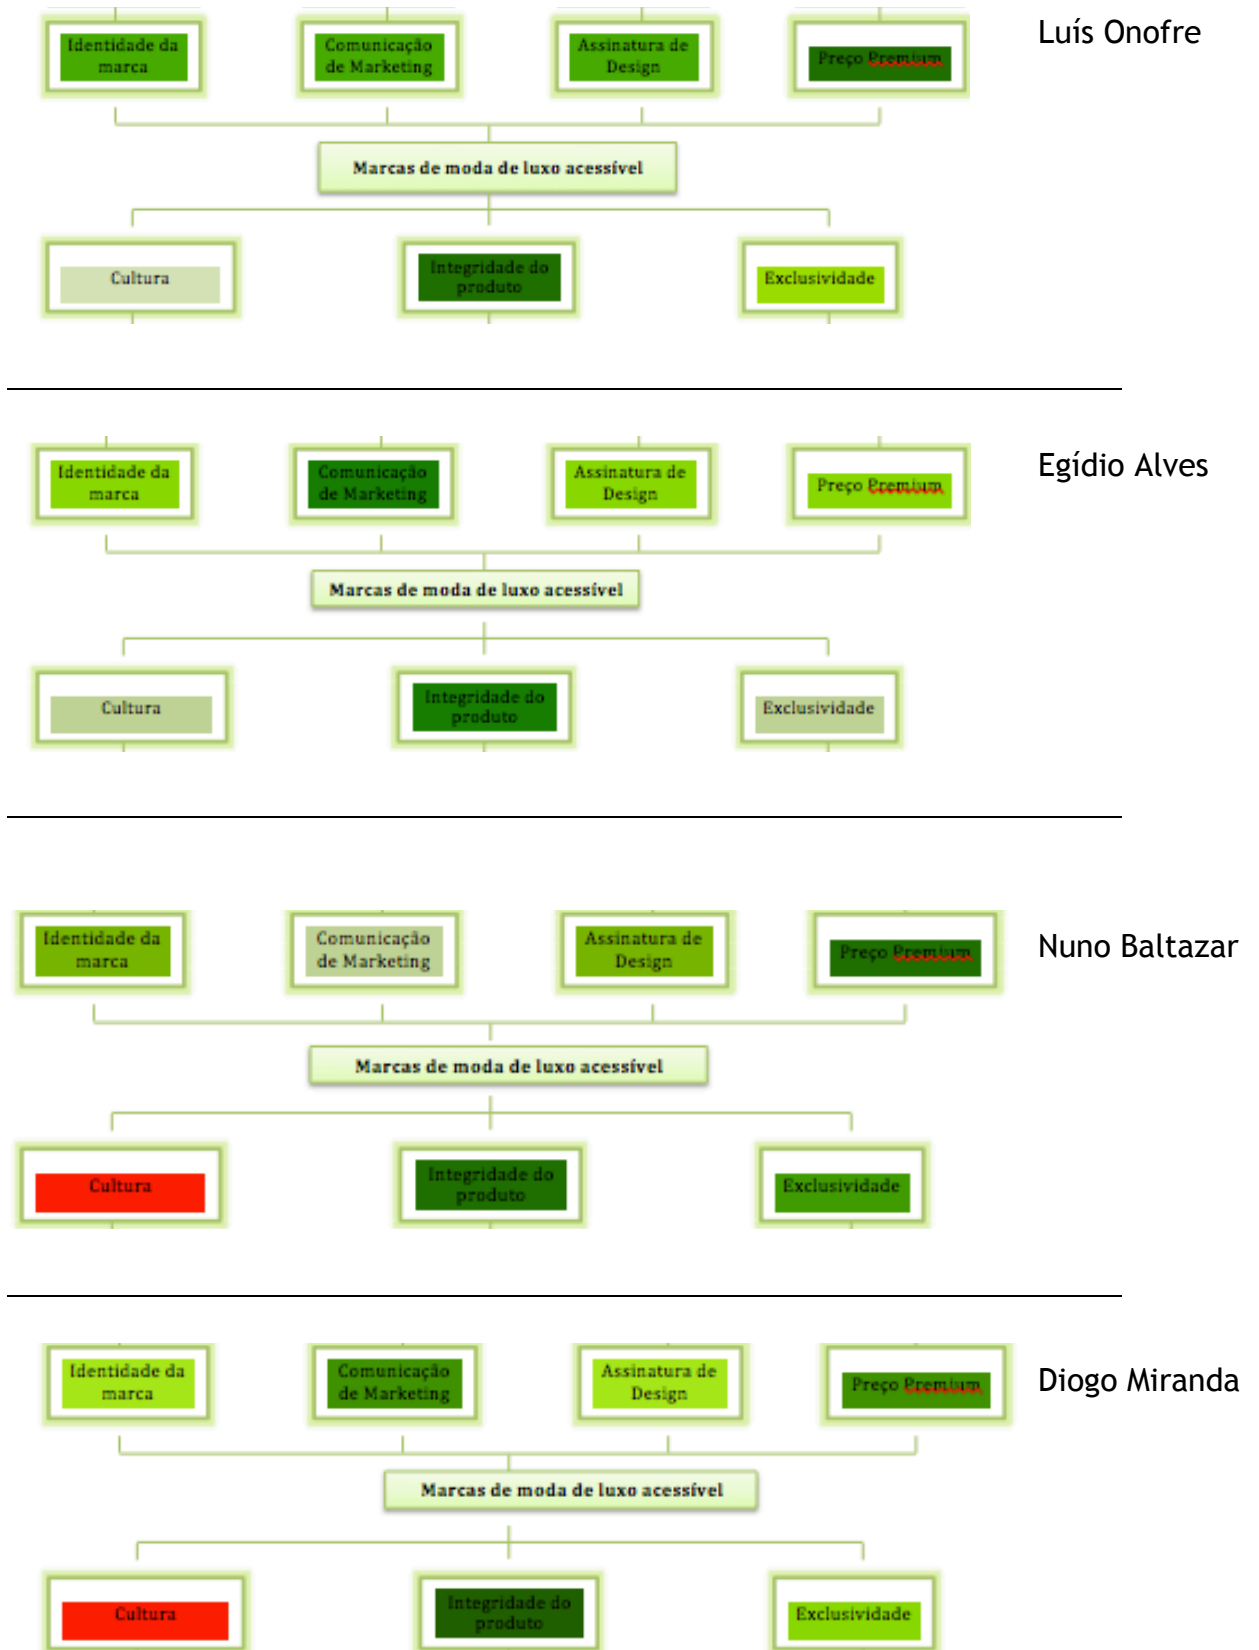 Luís Onofre
Identidade da
marca
Comunicação
de Marketing
Assinatura de
Design
Preço Premium
Marcas de moda de luxo acessível
Cultura
Integridade do
produto
Exclusividade
Egídio Alves
Identidade da
marca
Comunicação
de Marketing
Assinatura de
Design
Preço Premium
Marcas de moda de luxo acessível
Cultura
Integridade do
produto
Exclusividade
Nuno Baltazar
Identidade da
marca
Comunicação
de Marketing
Assinatura de
Design
Preço Premium
Marcas de moda de luxo acessível
Cultura
Integridade do
produto
Exclusividade
Diogo Miranda
Identidade da
marca
Comunicação
de Marketing
Assinatura de
Design
Preço Premium
Marcas de moda de luxo acessível
Cultura
Integridade do
produto
Exclusividade